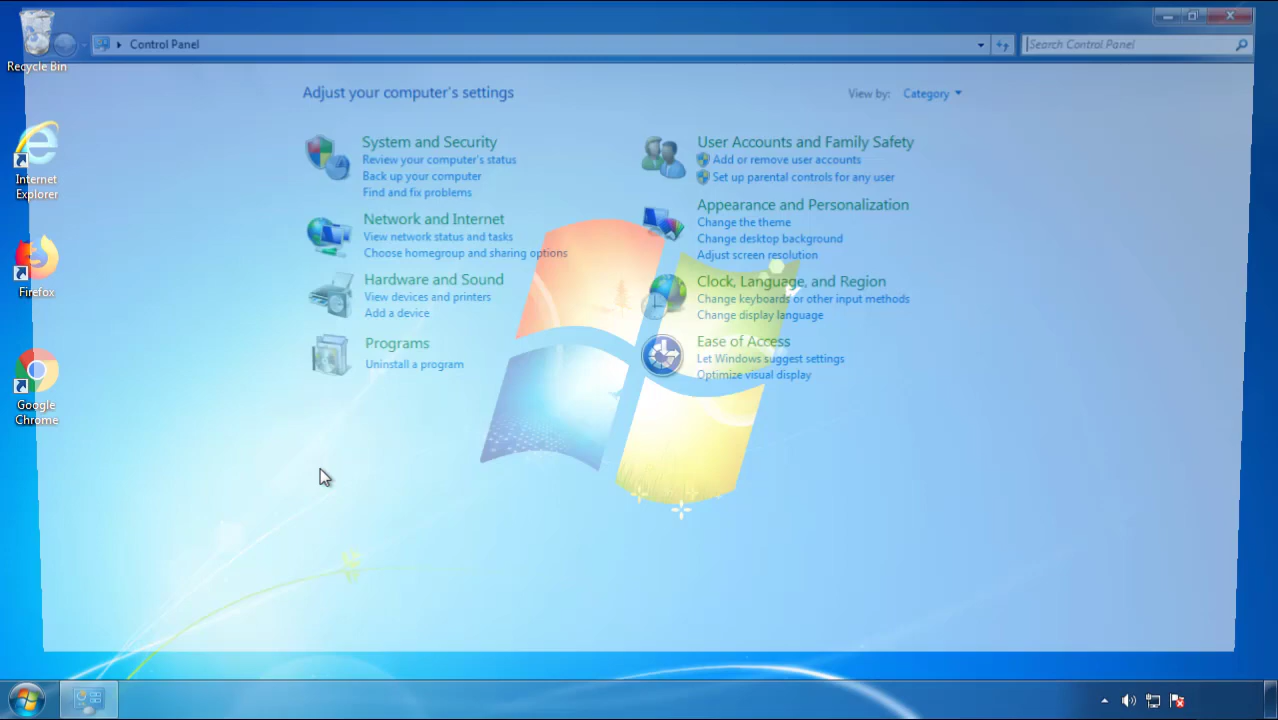 Recycle Bin
Internet
Explorer
Firefox
Google
Chrome
Control Panel
Search Control Panel
Adjust your computer's settings
View by: Category
System and Security
Review your computer's status
Back up your computer
Find and fix problems
Network and Internet
View network status and tasks
Choose homegroup and sharing options
Hardware and Sound
View devices and printers
Add a device
Programs
Uninstall a program
User Accounts and Family Safety
Add or remove user accounts
Set up parental controls for any user
Appearance and Personalization
Change the theme
Change desktop background
Adjust screen resolution
Clock, Language, and Region
Change keyboards or other input methods
Change display language
Ease of Access
Let Windows suggest settings
Optimize visual display